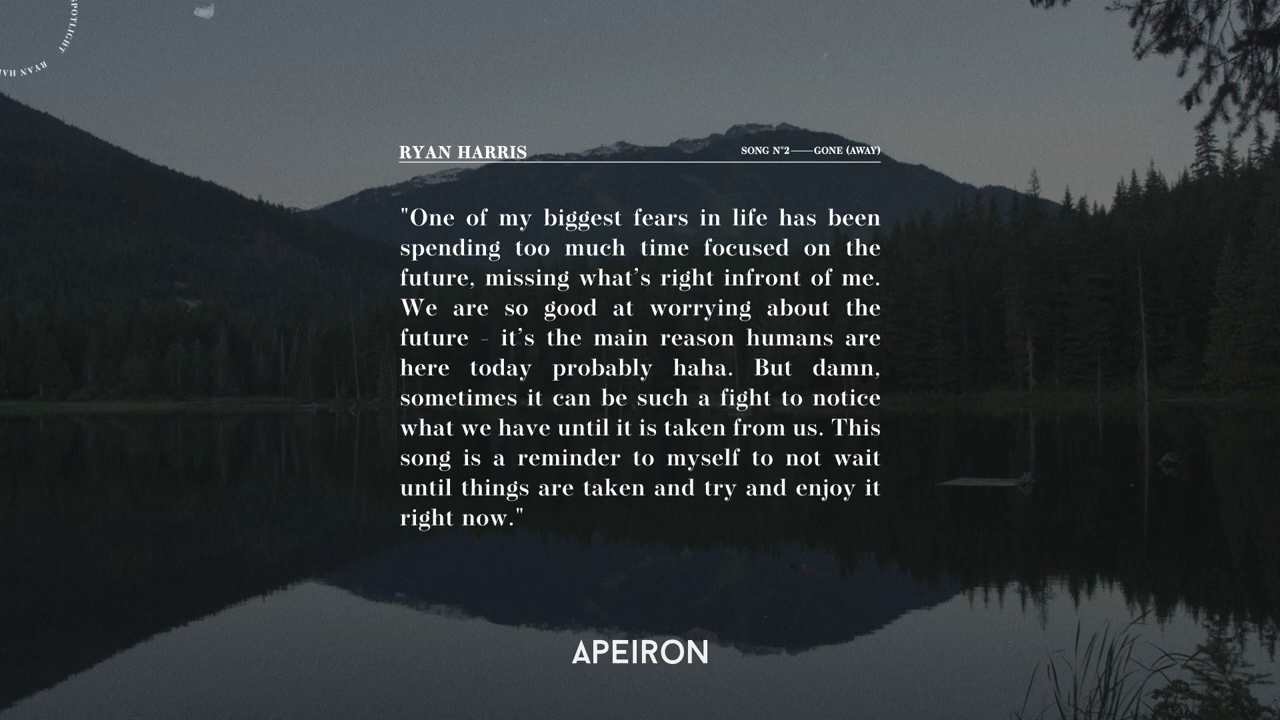 SPOTLIGHT
RYAN HAR
RYAN HARRIS
SONG N°2——GONE (AWAY)
"One of my biggest fears in life has been
spending too much time focused on the
future, missing what's right infront of me.
We are so good at worrying about the
future - it's the main reason humans are
here today probably haha. But damn,
sometimes it can be such a fight to notice
what we have until it is taken from us. This
song is a reminder to myself to not wait
until things are taken and try and enjoy it
right now."
APEIRON